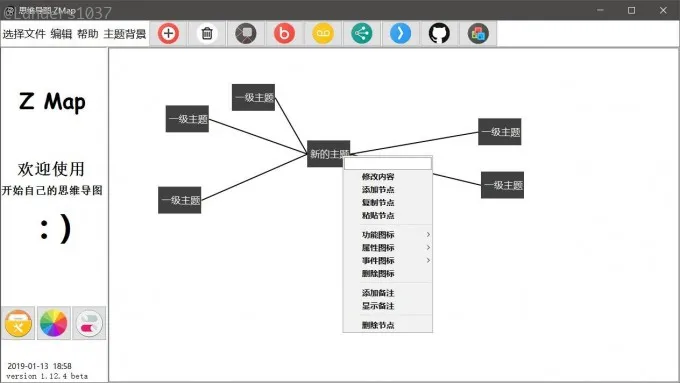 @Landers1037
思维导图 ZMap
选择文件 编辑 帮助 主题背景
Z Map
欢迎使用
开始自己的思维导图
: )
2019-01-13 18:58
version 1.12.4 beta
一级主题
一级主题
一级主题
新的主题
一级主题
一级主题
修改内容
添加节点
复制节点
粘贴节点
功能图标
属性图标
事件图标
删除图标
添加备注
显示备注
删除节点